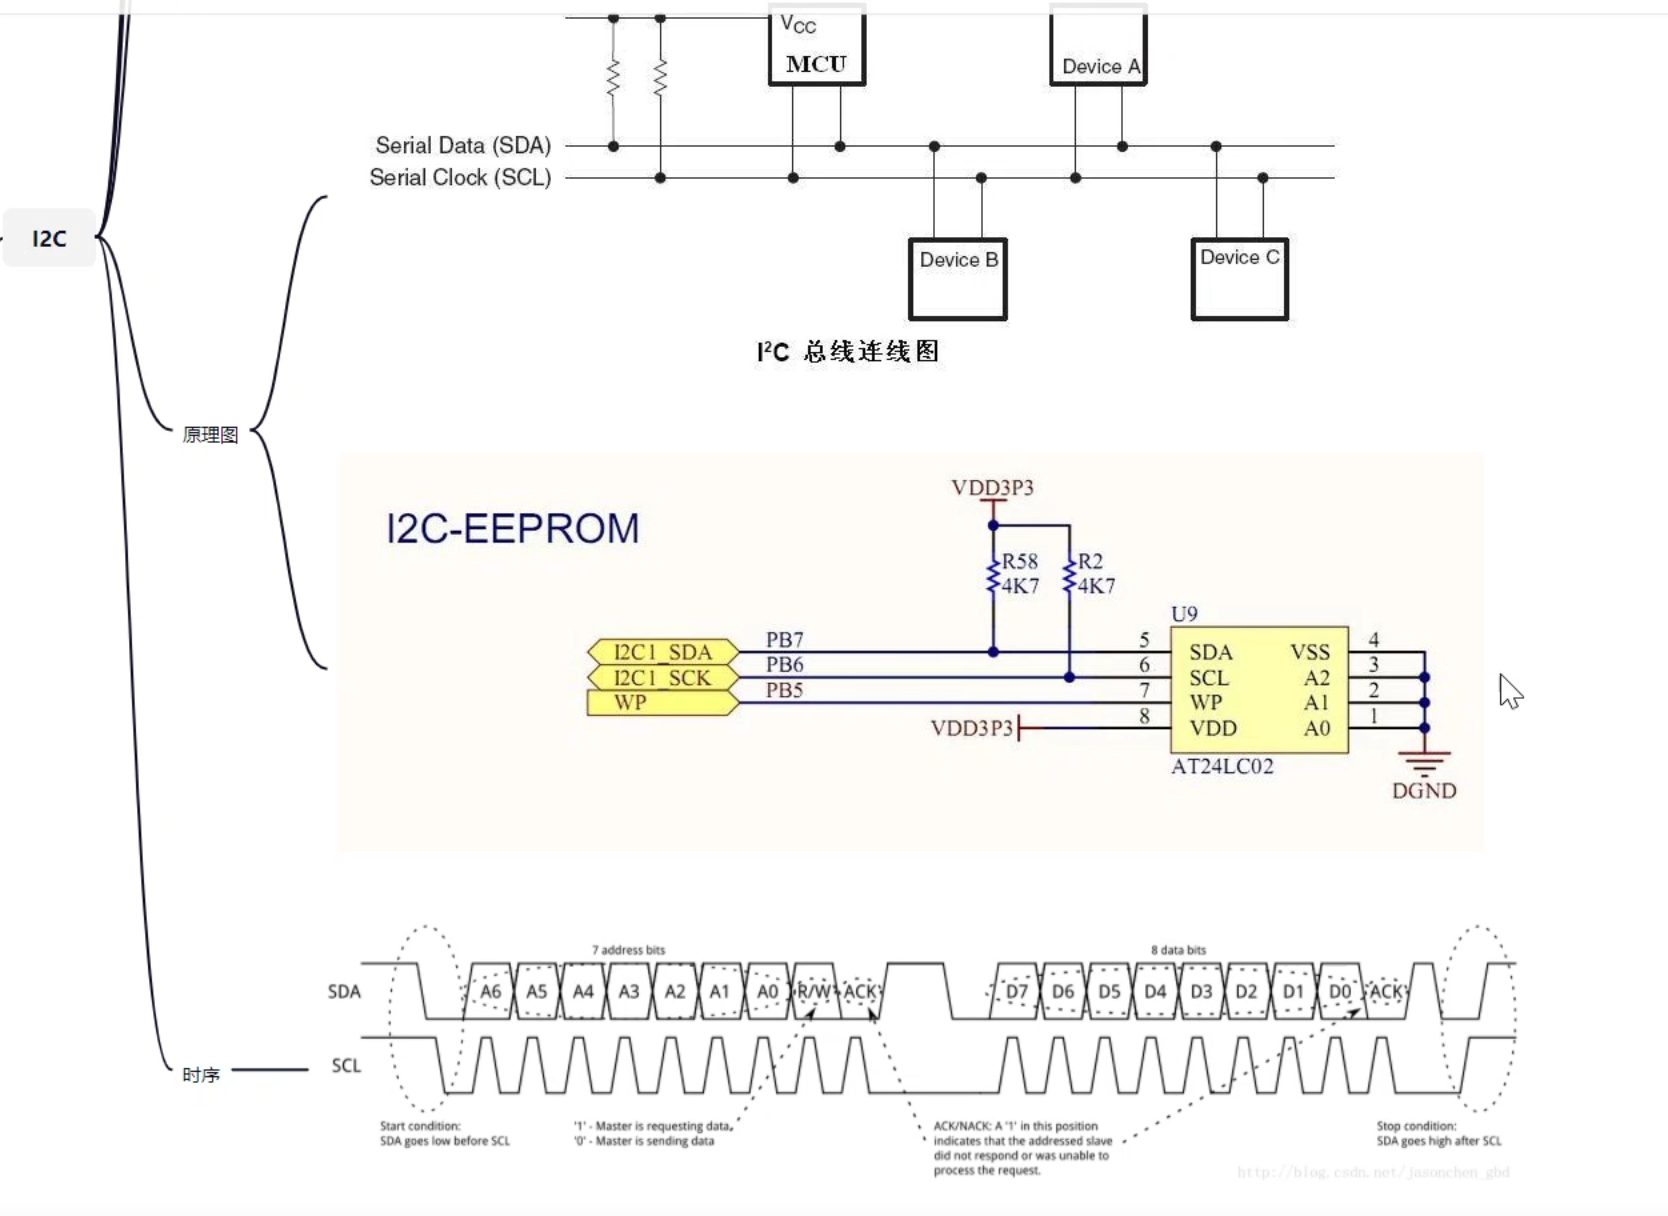 VCC
MCU
Device A
Serial Data (SDA)
Serial Clock (SCL)
I2C
Device B
Device C
I²C 总线连线图
原理图
I2C-EEPROM
VDD3P3
R58
4K7
R2
4K7
U9
I2C1_SDA
PB7
5
SDA
VSS
4
I2C1_SCK
PB6
6
SCL
A2
3
WP
PB5
7
WP
A1
2
VDD3P3
8
VDD
A0
1
AT24LC02
DGND
7 address bits
8 data bits
SDA
A6 A5 A4 A3 A2 A1 A0 R/W ACK
D7 D6 D5 D4 D3 D2 D1 D0 ACK
SCL
时序
Start condition:
SDA goes low before SCL
'1' - Master is requesting data,
'0' - Master is sending data
ACK/NACK: A '1' in this position
indicates that the addressed slave
did not respond or was unable to
process the request.
Stop condition:
SDA goes high after SCL
http://blog.csdn.net/jasonchen_gbd